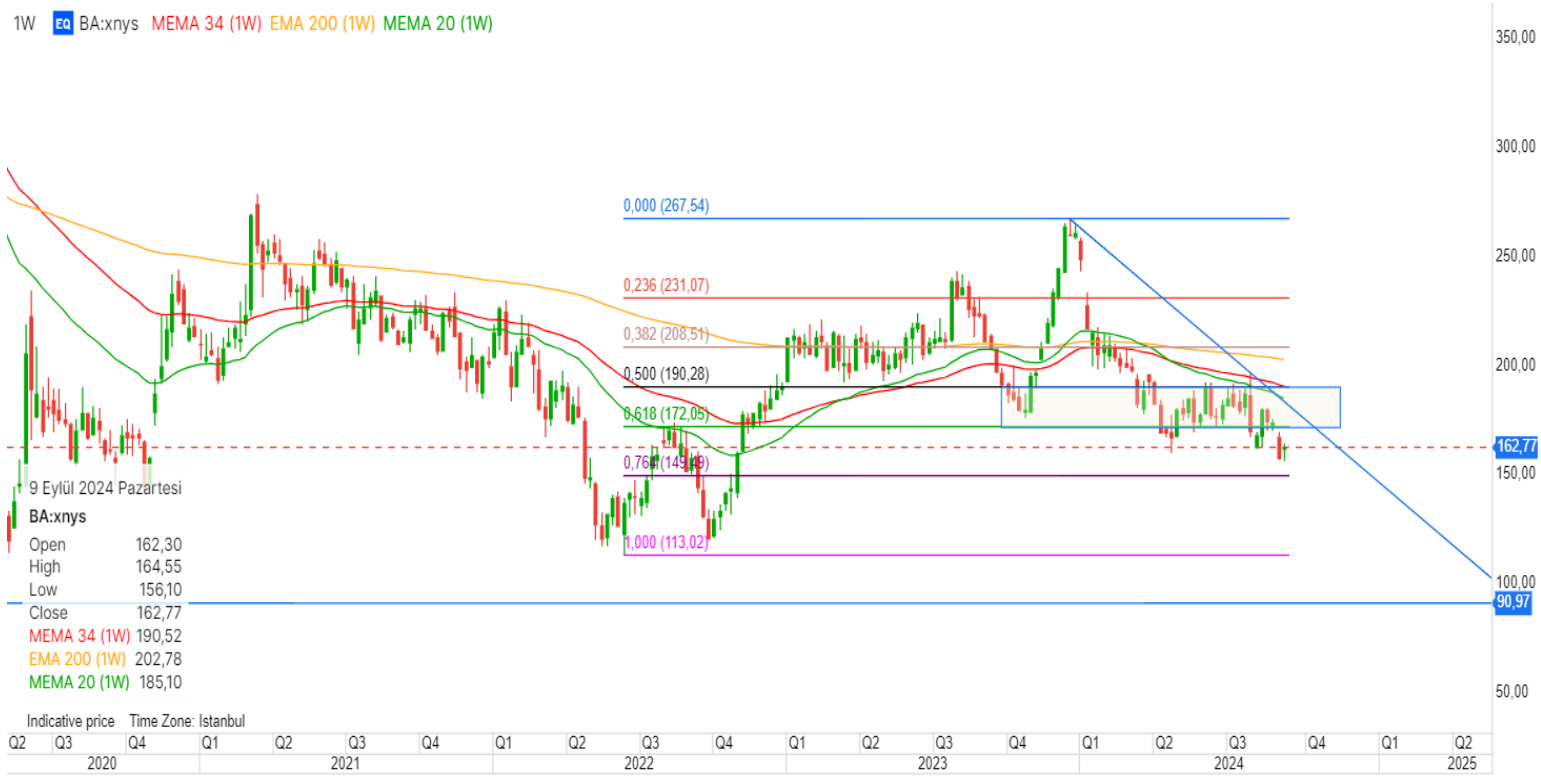 1W EQ BA:xnys MEMA 34 (1W) EMA 200 (1W) MEMA 20 (1W)
350,00
300,00
250,00
200,00
162,77
150,00
100,00
90,97
50,00
0,000 (267,54)
0,236 (231,07)
0,382 (208,51)
0,500 (190,28)
0,618 (172,05)
0,764 (149,49)
1,000 (113,02)
9 Eylül 2024 Pazartesi
BA:xnys
Open 162,30
High 164,55
Low 156,10
Close 162,77
MEMA 34 (1W) 190,52
EMA 200 (1W) 202,78
MEMA 20 (1W) 185,10
Indicative price Time Zone: Istanbul
Q2 Q3 Q4 Q1 Q2 Q3 Q4 Q1 Q2 Q3 Q4 Q1 Q2 Q3 Q4 Q1 Q2 Q3 Q4 Q1 Q2
2020 2021 2022 2023 2024 2025